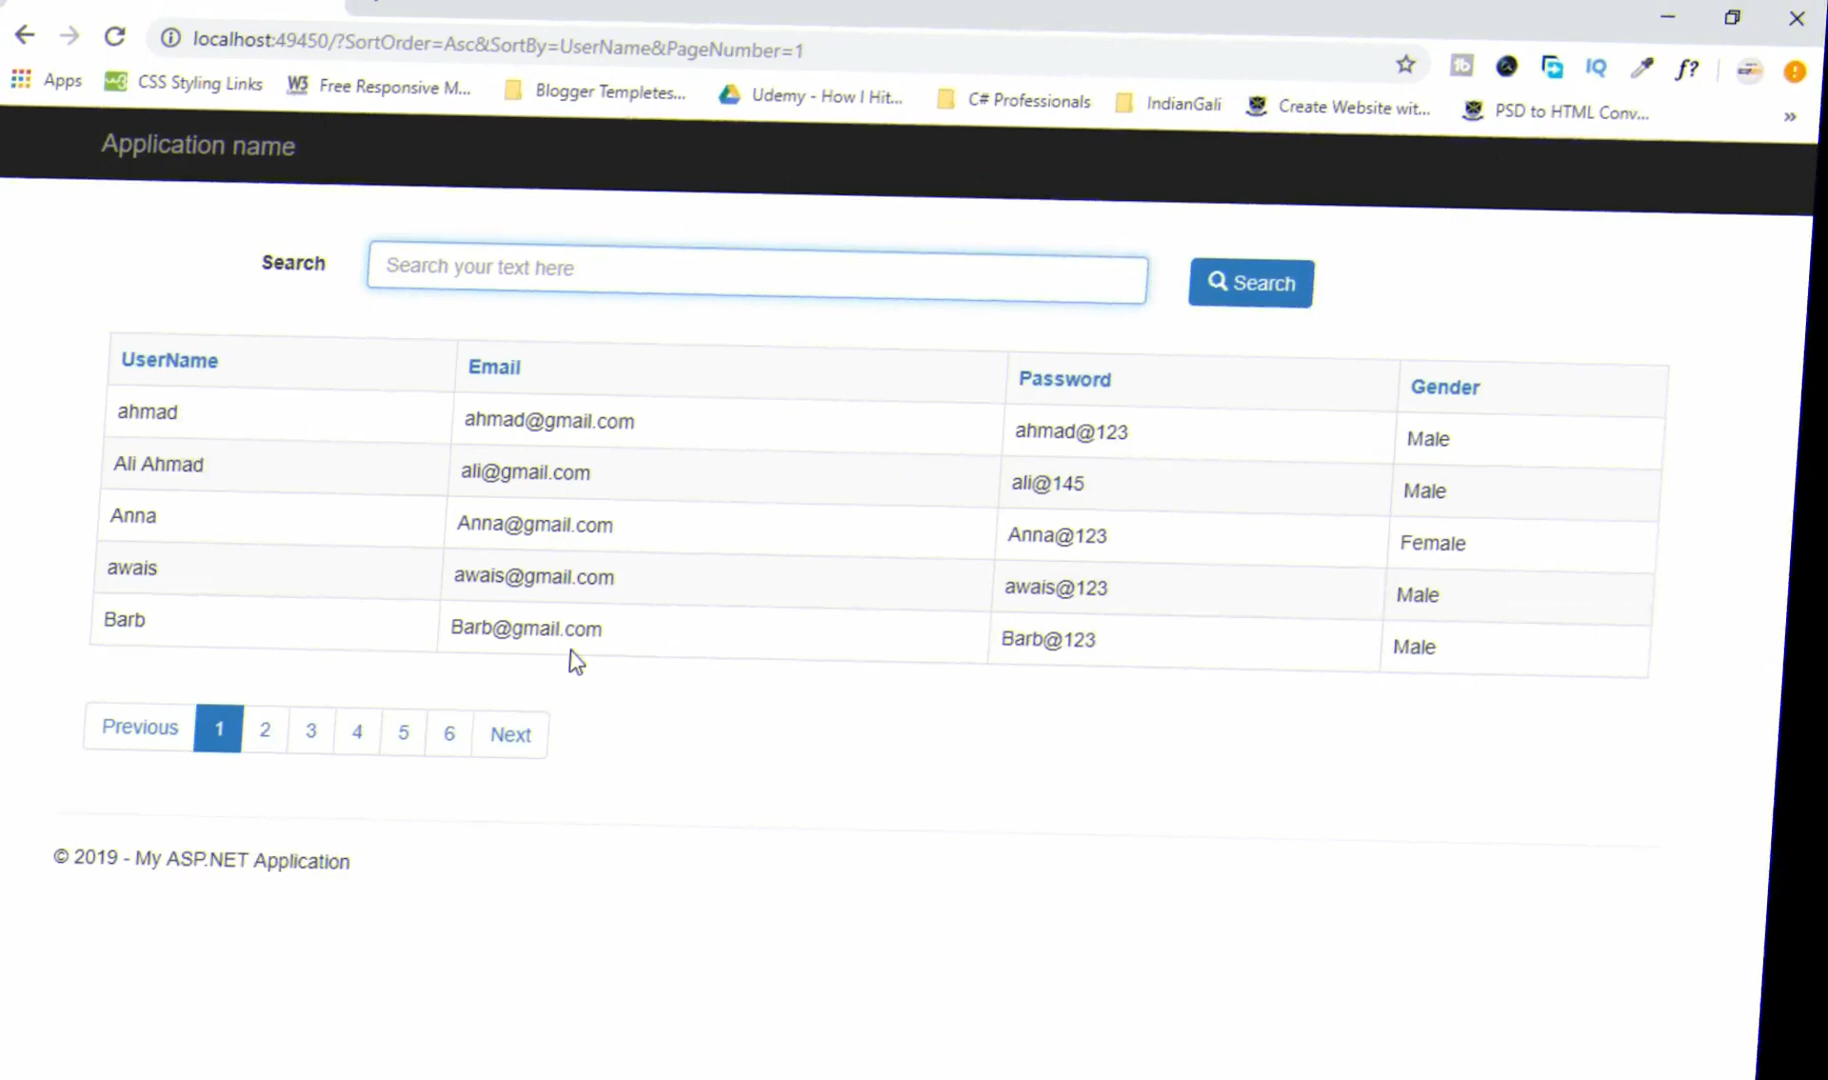 localhost:49450/?SortOrder=Asc&SortBy=UserName&PageNumber=1
Apps CSS Styling Links Free Responsive M... Blogger Templetes... Udemy - How I Hit... C# Professionals IndianGali Create Website wit... PSD to HTML Conv... »
Application name
Search Search your text here Search
UserName Email Password Gender
ahmad ahmad@gmail.com ahmad@123 Male
Ali Ahmad ali@gmail.com ali@145 Male
Anna Anna@gmail.com Anna@123 Female
awais awais@gmail.com awais@123 Male
Barb Barb@gmail.com Barb@123 Male
Previous 1 2 3 4 5 6 Next
© 2019 - My ASP.NET Application